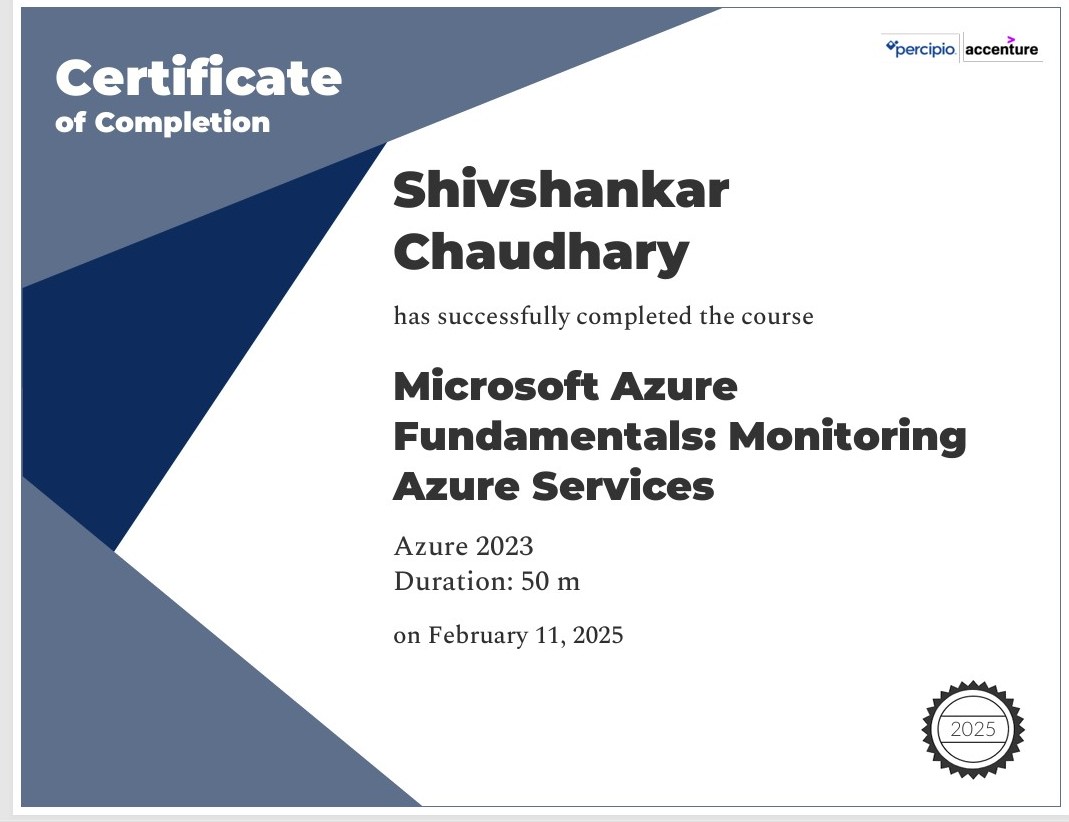 Certificate
of Completion
percipio. accenture
Shivshankar
Chaudhary
has successfully completed the course
Microsoft Azure
Fundamentals: Monitoring
Azure Services
Azure 2023
Duration: 50 m
on February 11, 2025
2025